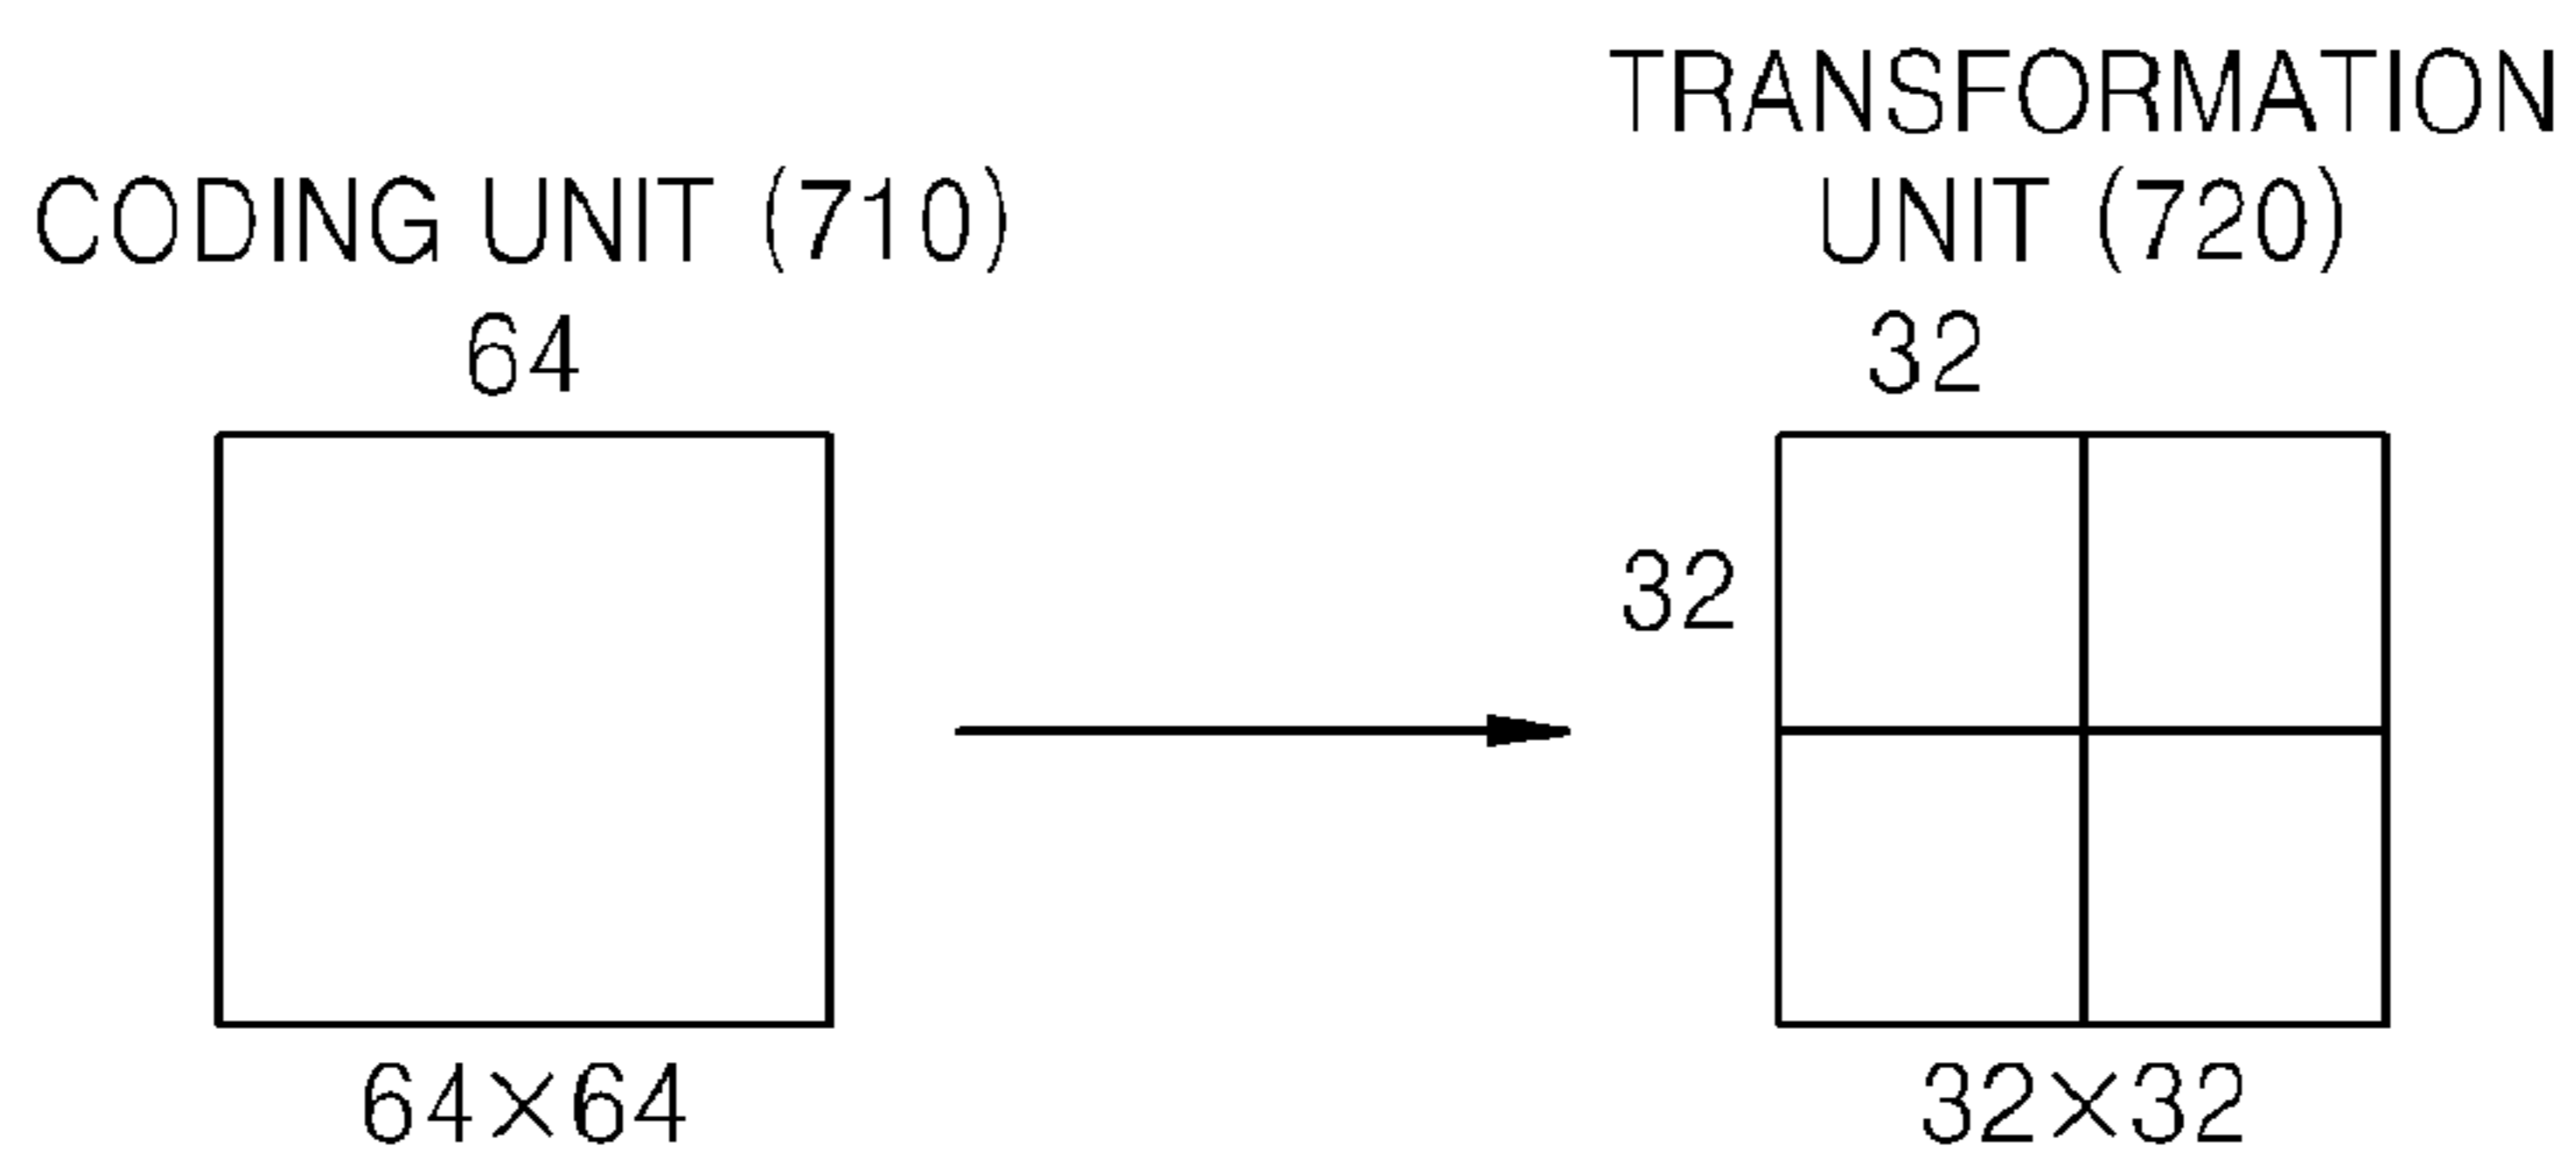 CODING UNIT (710)
64
64×64
TRANSFORMATION
UNIT (720)
32
32
32×32